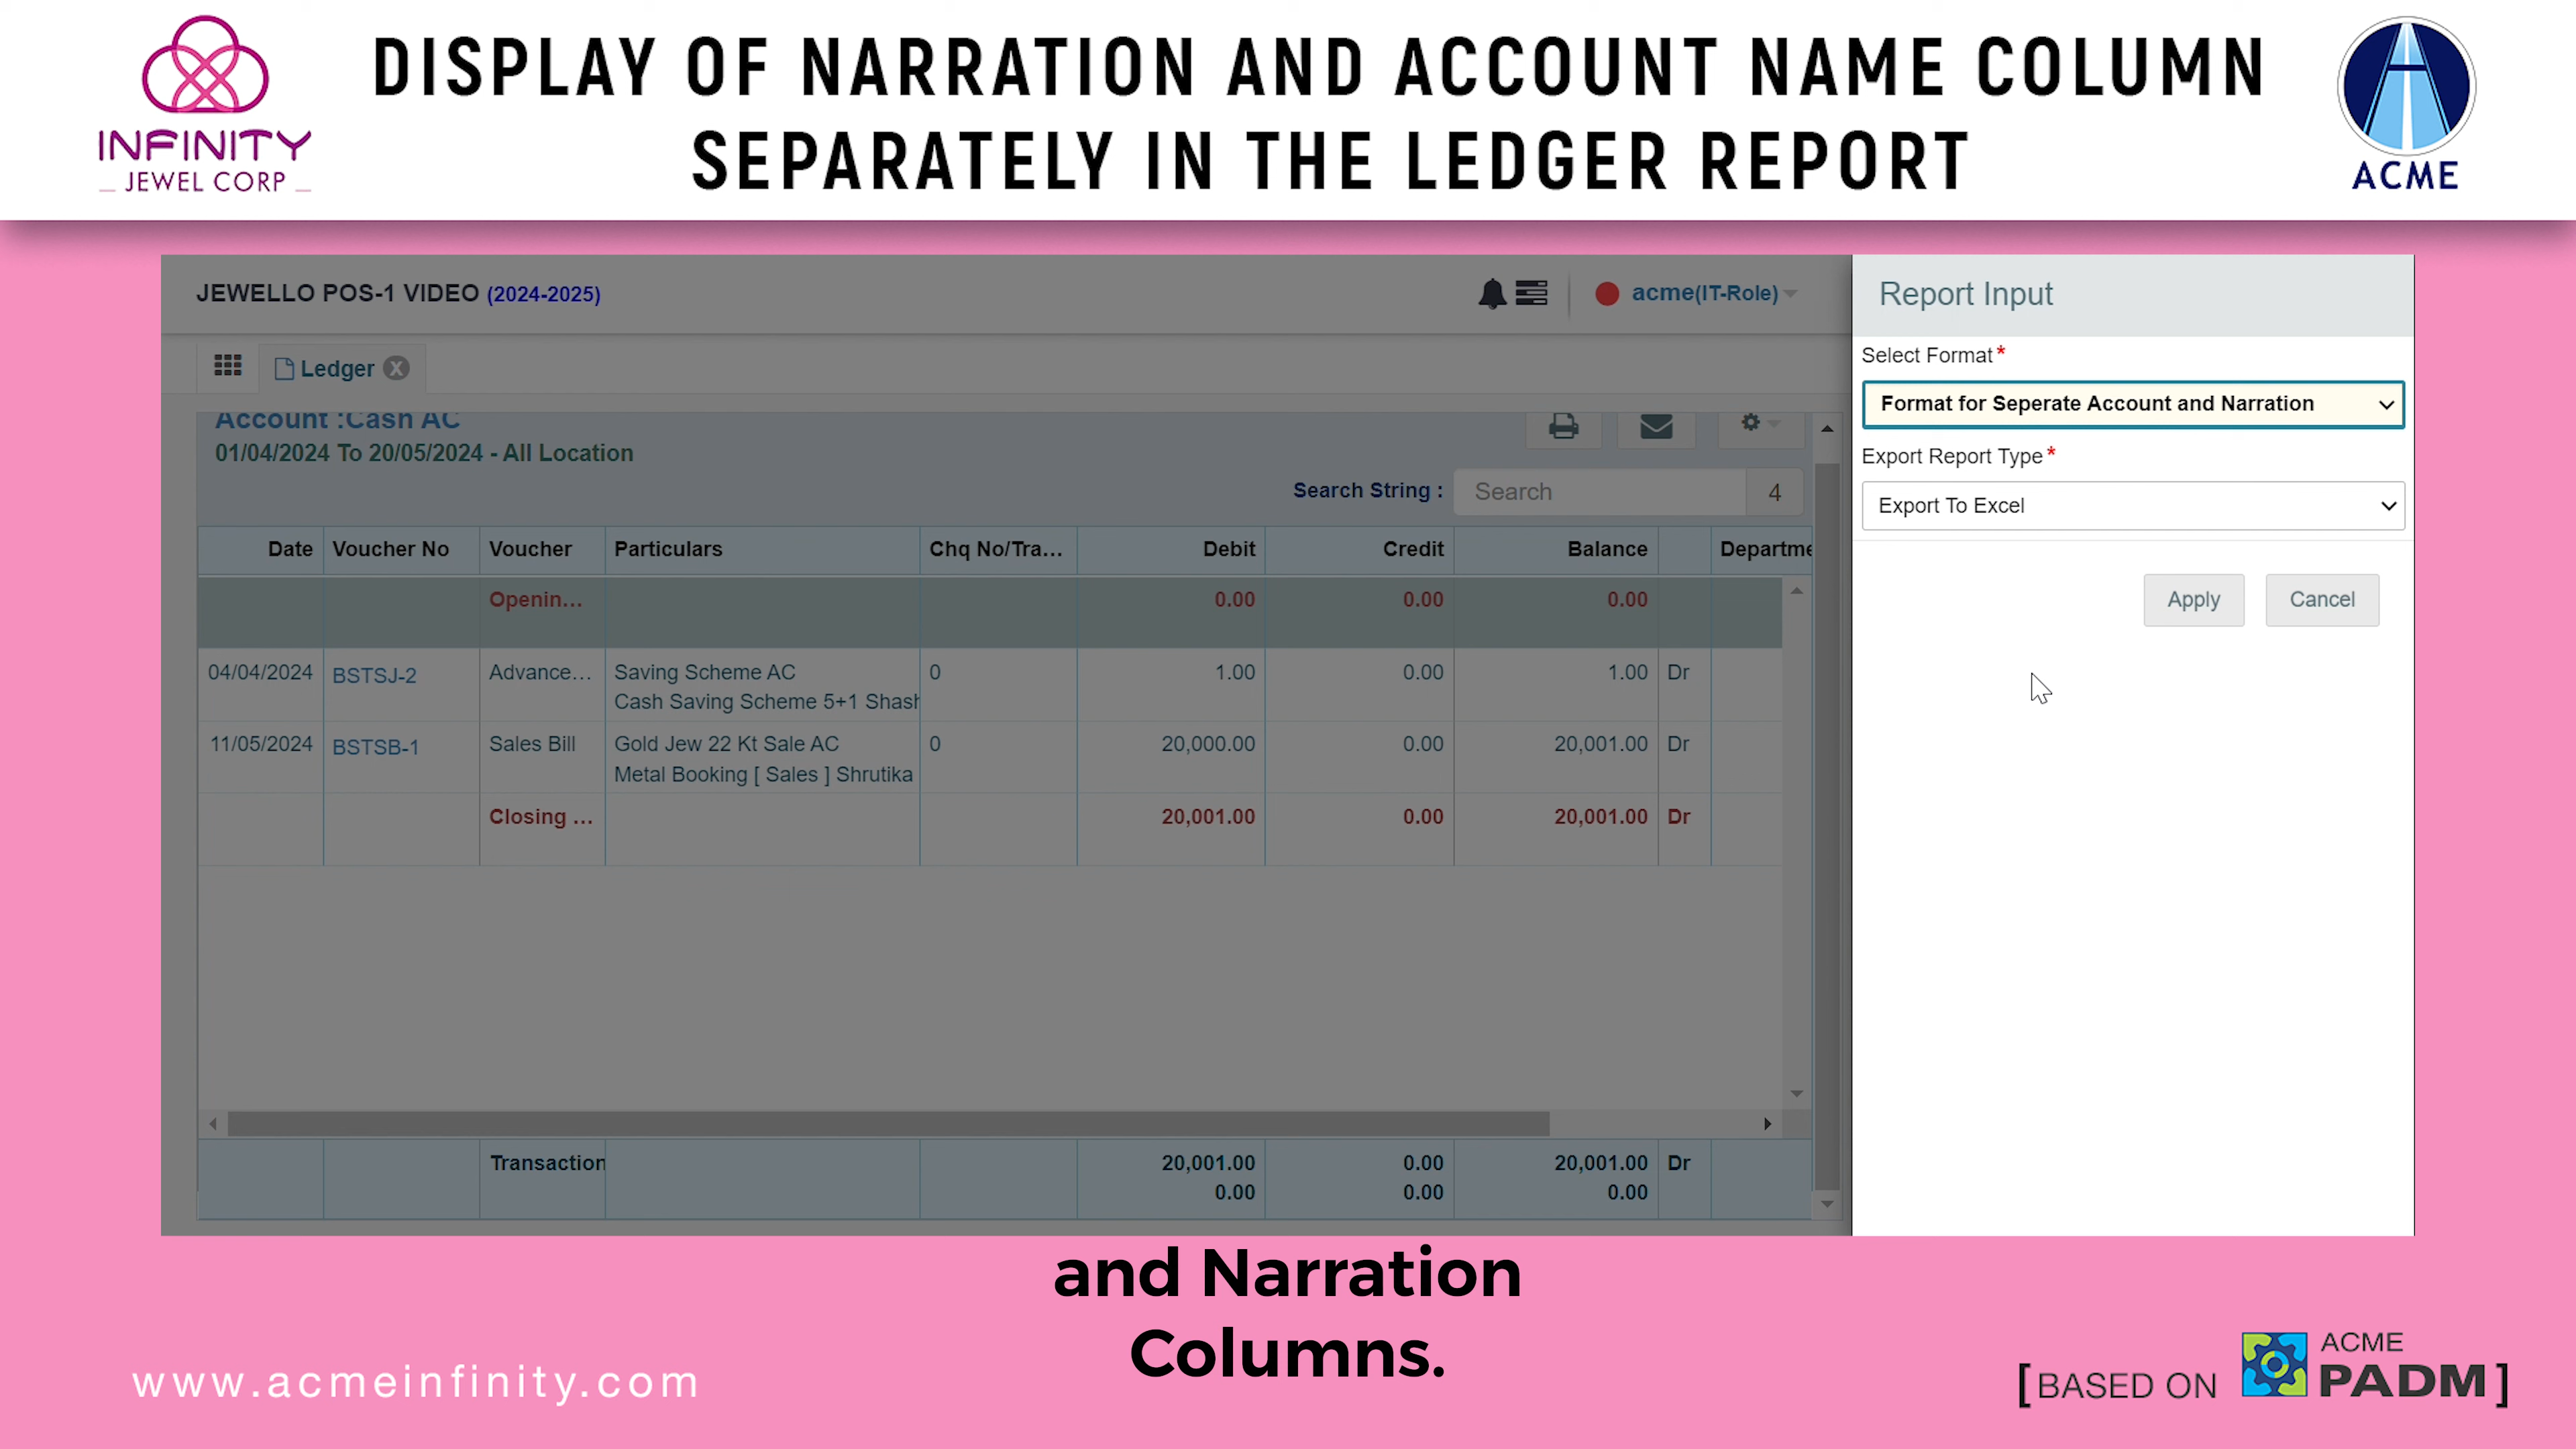 INFINITY
JEWEL CORP
DISPLAY OF NARRATION AND ACCOUNT NAME COLUMN
SEPARATELY IN THE LEDGER REPORT
ACME
JEWELLO POS-1 VIDEO (2024-2025)
acme(IT-Role)
Ledger
Account :Cash AC
01/04/2024 To 20/05/2024 - All Location
Search String : Search 4
Date Voucher No Voucher Particulars Chq No/Tra... Debit Credit Balance Departme
Openin... 0.00 0.00 0.00
04/04/2024 BSTSJ-2 Advance... Saving Scheme AC 0 1.00 0.00 1.00 Dr
Cash Saving Scheme 5+1 Shash
11/05/2024 BSTSB-1 Sales Bill Gold Jew 22 Kt Sale AC 0 20,000.00 0.00 20,001.00 Dr
Metal Booking [ Sales ] Shrutika
Closing ... 20,001.00 0.00 20,001.00 Dr
Transaction 20,001.00 0.00 20,001.00 Dr
0.00 0.00 0.00
Report Input
Select Format*
Format for Seperate Account and Narration
Export Report Type*
Export To Excel
Apply Cancel
and Narration
Columns.
www.acmeinfinity.com
[BASED ON ACME PADM]